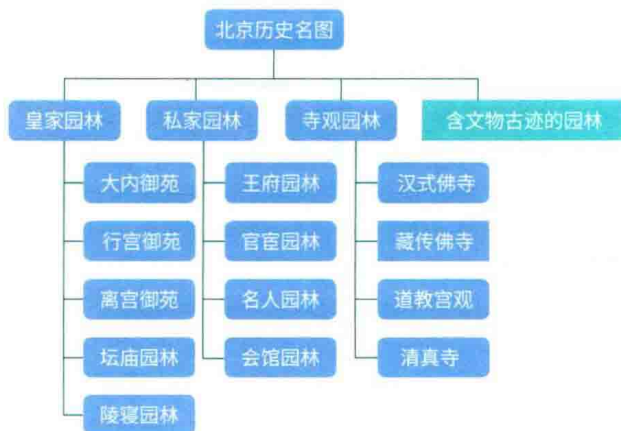 北京历史名图
皇家园林
私家园林
寺观园林
含文物古迹的园林
大内御苑
王府园林
汉式佛寺
行宫御苑
官宦园林
藏传佛寺
离宫御苑
名人园林
道教宫观
坛庙园林
会馆园林
清真寺
陵寝园林